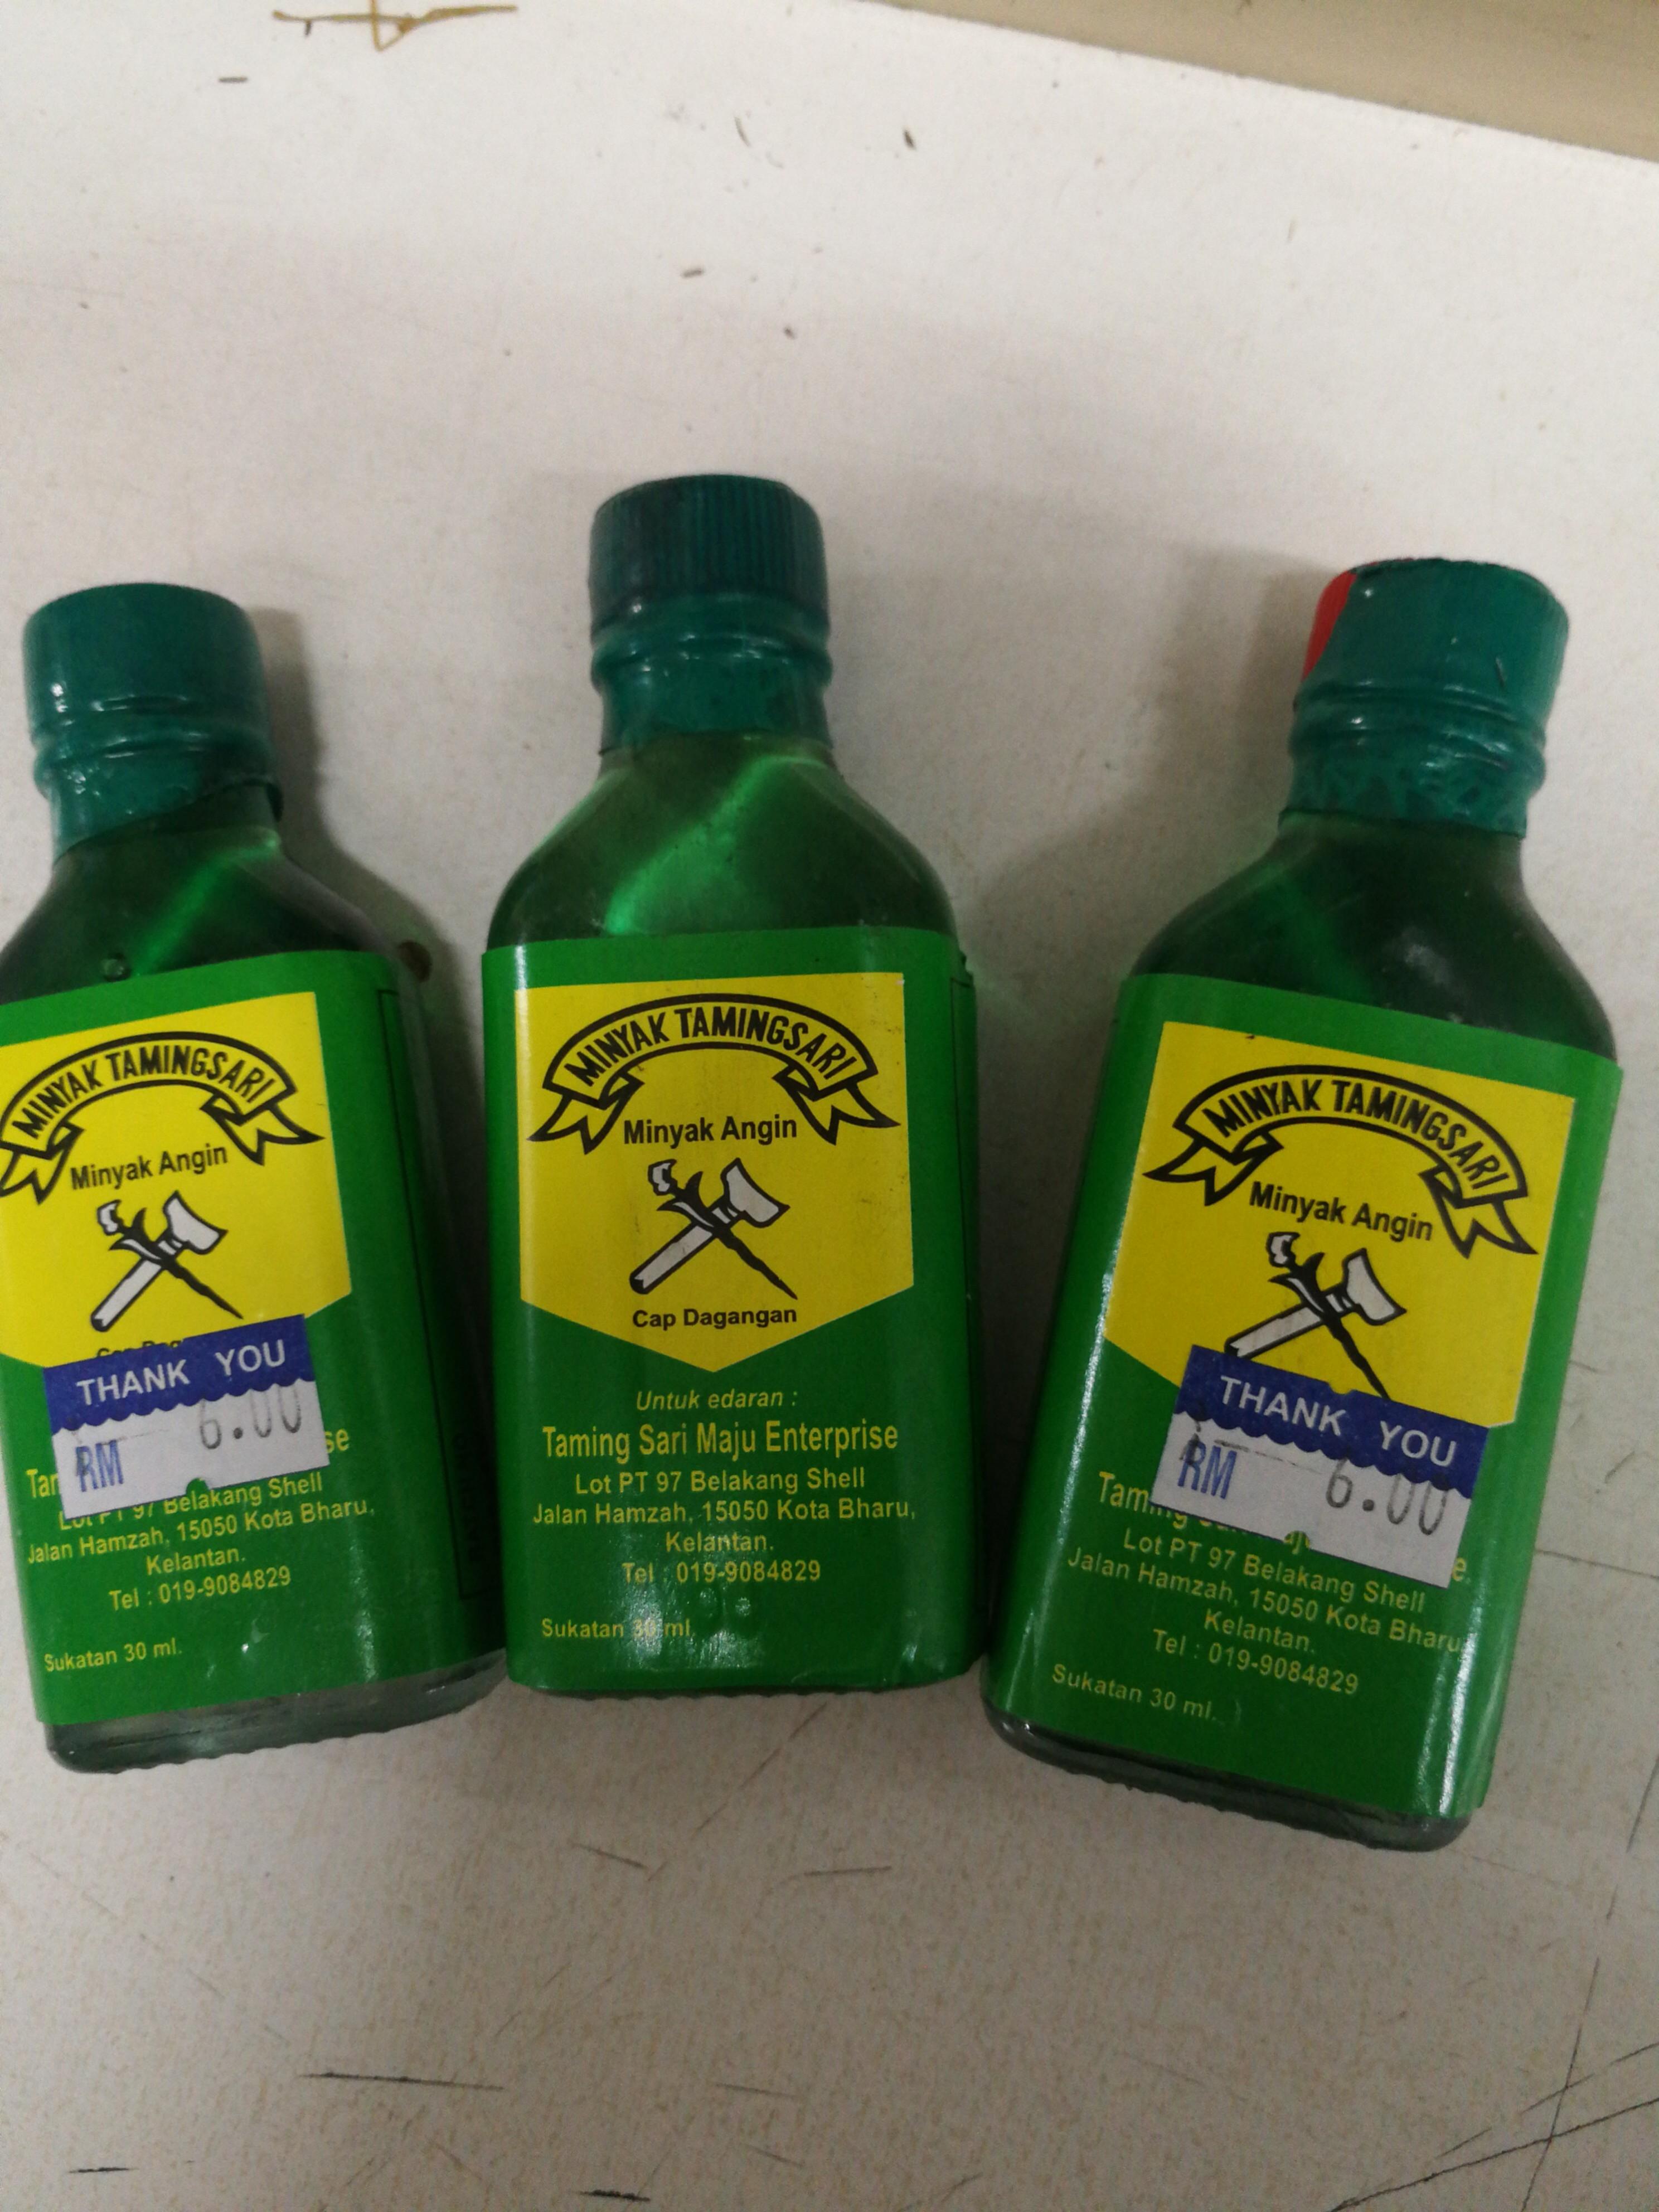 MINYAK TAMINGSARI
Minyak Angin
THANK YOU
RM 6.00
97 Belakang Shell
Jalan Hamzah, 15050 Kota Bharu,
Kelantan.
Tel : 019-9084829
Sukatan 30 ml.
MINYAK TAMINGSARI
Minyak Angin
Cap Dagangan
Untuk edaran :
Taming Sari Maju Enterprise
Lot PT 97 Belakang Shell
Jalan Hamzah, 15050 Kota Bharu,
Kelantan.
Tel : 019-9084829
Sukatan 30 ml.
MINYAK TAMINGSARI
Minyak Angin
THANK YOU
RM 6.00
Lot PT 97 Belakang Shell
Jalan Hamzah, 15050 Kota Bharu,
Kelantan.
Tel : 019-9084829
Sukatan 30 ml.